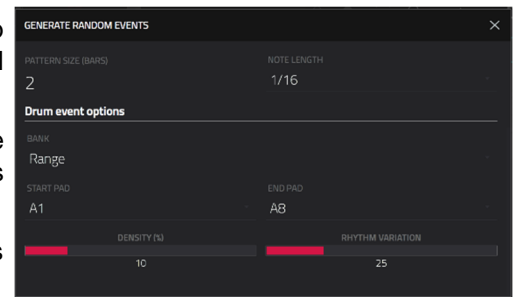 GENERATE RANDOM EVENTS
PATTERN SIZE (BARS) NOTE LENGTH
2 1/16
Drum event options
BANK
Range
START PAD END PAD
A1 A8
DENSITY (%) RHYTHM VARIATION
10 25